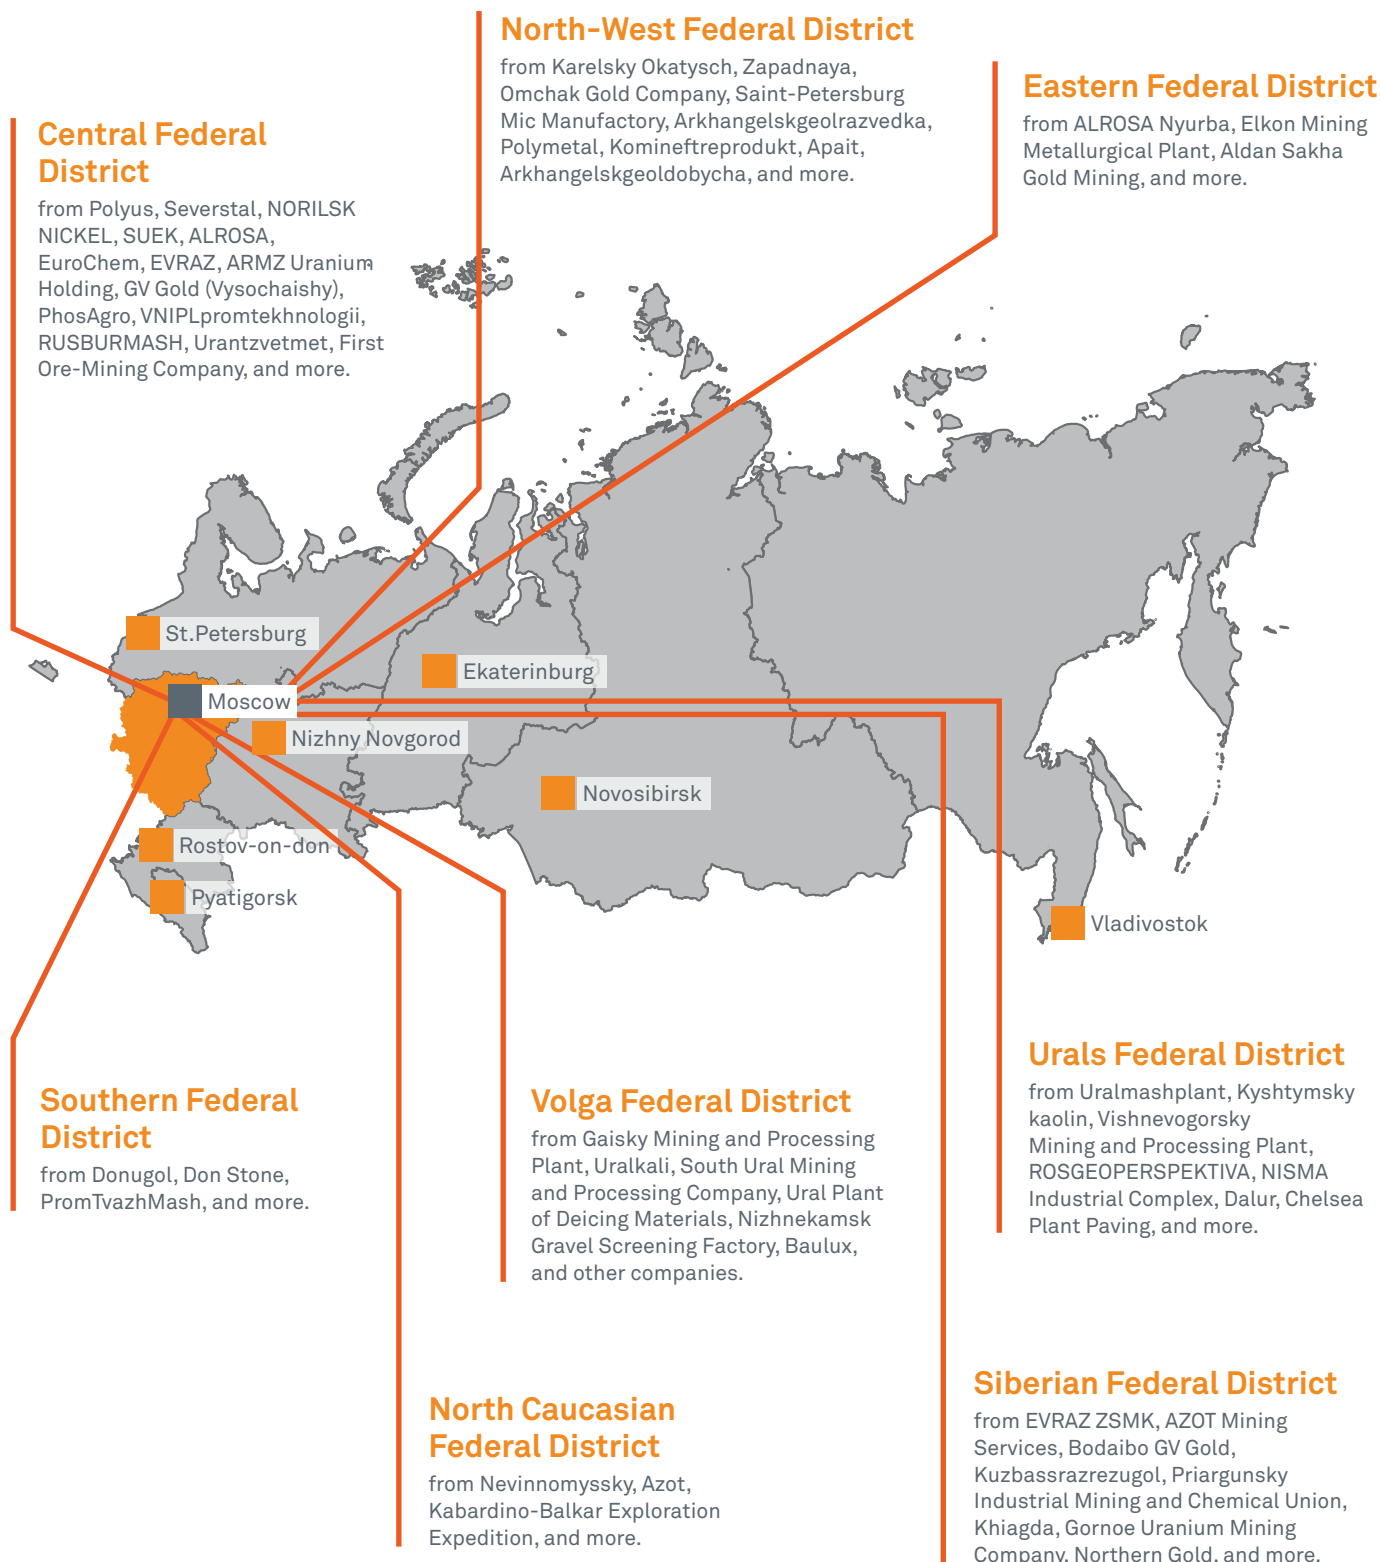 North-West Federal District
from Karelsky Okatysch, Zapadnaya,
Omchak Gold Company, Saint-Petersburg
Mic Manufactory, Arkhangelskgeolrazvedka,
Polymetal, Komineftreprodukt, Apait,
Arkhangelskgeoldobycha, and more.
Eastern Federal District
from ALROSA Nyurba, Elkon Mining
Metallurgical Plant, Aldan Sakha
Gold Mining, and more.
Central Federal
District
from Polyus, Severstal, NORILSK
NICKEL, SUEK, ALROSA,
EuroChem, EVRAZ, ARMZ Uranium
Holding, GV Gold (Vysochaishy),
PhosAgro, VNIPLpromtekhnologii,
RUSBURMASH, Urantzvetmet, First
Ore-Mining Company, and more.
St.Petersburg
Ekaterinburg
Moscow
Nizhny Novgorod
Novosibirsk
Rostov-on-don
Pyatigorsk
Vladivostok
Southern Federal
District
from Donugol, Don Stone,
PromTvazhMash, and more.
Volga Federal District
from Gaisky Mining and Processing
Plant, Uralkali, South Ural Mining
and Processing Company, Ural Plant
of Deicing Materials, Nizhnekamsk
Gravel Screening Factory, Baulux,
and other companies.
Urals Federal District
from Uralmashplant, Kyshtymsky
kaolin, Vishnevogorsky
Mining and Processing Plant,
ROSGEOPERSPEKTIVA, NISMA
Industrial Complex, Dalur, Chelsea
Plant Paving, and more.
North Caucasian
Federal District
from Nevinnomyssky, Azot,
Kabardino-Balkar Exploration
Expedition, and more.
Siberian Federal District
from EVRAZ ZSMK, AZOT Mining
Services, Bodaibo GV Gold,
Kuzbassrazrezugol, Priargunsky
Industrial Mining and Chemical Union,
Khiagda, Gornoe Uranium Mining
Company, Northern Gold, and more.